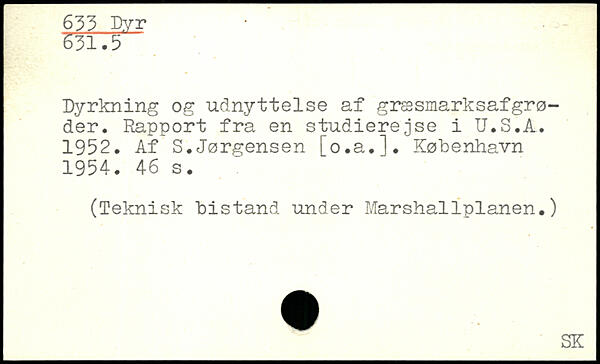 633 Dyr
631.5
Dyrkning og udnyttelse af græsmarksafgrø-
der. Rapport fra en studierejse i U.S.A.
1952. Af S.Jørgensen [o.a.]. København
1954. 46 s.
(Teknisk bistand under Marshallplanen.)
SK